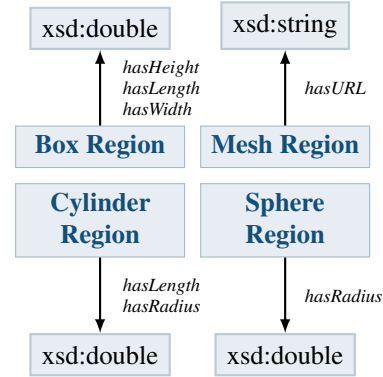 xsd:double
xsd:string
hasHeight
hasLength
hasWidth
hasURL
Box Region
Mesh Region
Cylinder
Region
Sphere
Region
hasLength
hasRadius
hasRadius
xsd:double
xsd:double